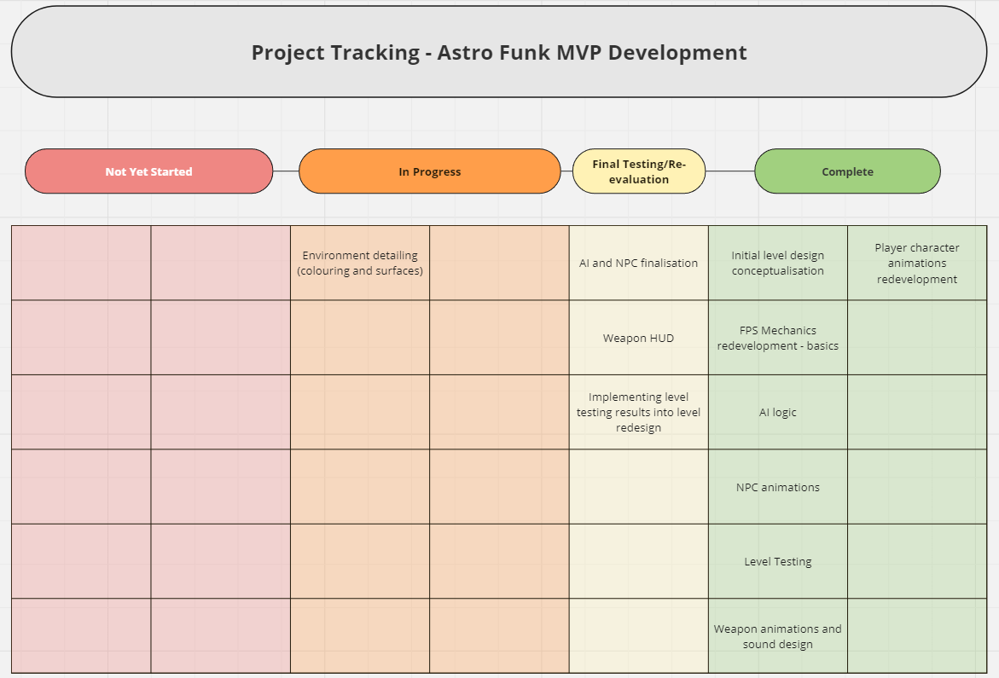 Project Tracking - Astro Funk MVP Development
Not Yet Started
In Progress
Final Testing/Re-
evaluation
Complete
Environment detailing
(colouring and surfaces)
AI and NPC finalisation
Initial level design
conceptualisation
Player character
animations
redevelopment
Weapon HUD
FPS Mechanics
redevelopment - basics
Implementing level
testing results into level
redesign
AI logic
NPC animations
Level Testing
Weapon animations and
sound design